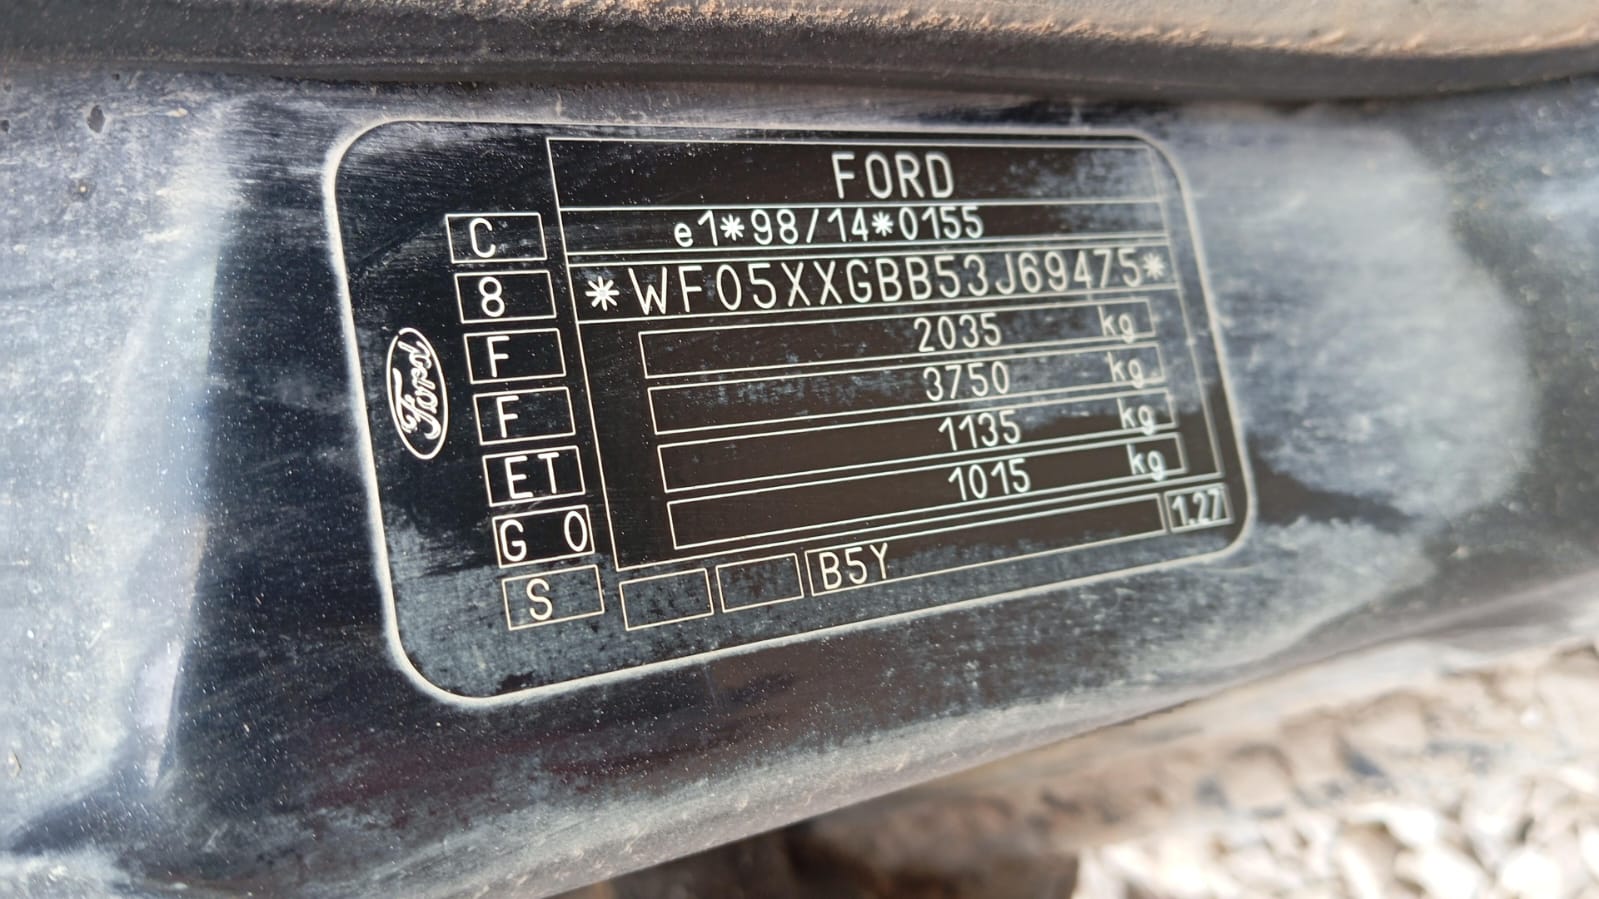 FORD
e1*98/14*0155
*WF05XXGBB53J69475*
2035 kg
3750 kg
1135 kg
1015 kg
1.27
C
8
F
F
ET
G 0
S
B5Y
Ford